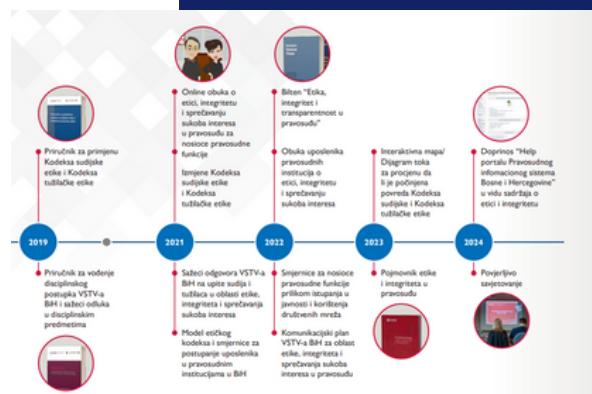 Priručnik za primjenu
Kodeksa sudijske
etike i Kodeksa
tužilačke etike
2019
Priručnik za vođenje
disciplinskog
postupka VSTV-a
BiH i sažeci odluka
u disciplinskim
predmetima
Online obuka o
etici, integritetu
i sprečavanju
sukoba interesa
u pravosuđu za
nosioce pravosudne
funkcije
Izmjene Kodeksa
sudijske etike
i Kodeksa
tužilačke etike
2021
Sažeci odgovora VSTV-a
BiH na upite sudija i
tužilaca u oblasti etike,
integriteta i sprečavanja
sukoba interesa
Model etičkog
kodeksa i smjernice za
postupanje uposlenika
u pravosudnim
institucijama u BiH
Bilten "Etika,
integritet i
transparentnost u
pravosuđu"
Obuka uposlenika
pravosudnih
institucija o
etici, integritetu
i sprečavanju
sukoba interesa
2022
Smjernice za nosioce
pravosudne funkcije
prilikom istupanja u
javnosti i korištenja
društvenih mreža
Komunikacijski plan
VSTV-a BiH za oblast
etike, integriteta i
sprečavanja sukoba
interesa u pravosuđu
Interaktivna mapa/
Dijagram toka
za procjenu da
li je počinjena
povreda Kodeksa
sudijske i Kodeksa
tužilačke etike
2023
Pojmovnik etike
i integriteta u
pravosuđu
Doprinos "Help
portalu Pravosudnog
infomacionog sistema
Bosne i Hercegovine"
u vidu sadržaja o
etici i integritetu
2024
Povjerljivo
savjetovanje